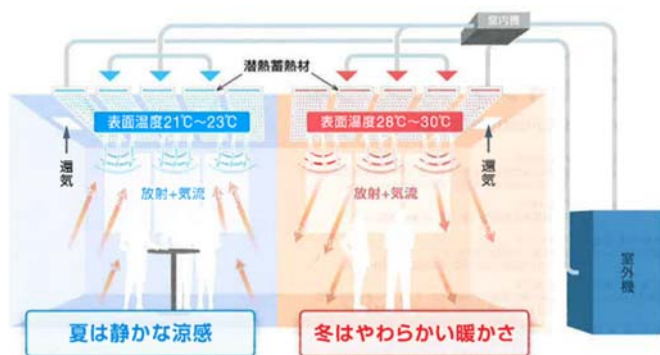 室内機
潜熱蓄熱材
表面温度21℃～23℃
表面温度28℃～30℃
還気
還気
放射+気流
放射+気流
室外機
夏は静かな涼感
冬はやわらかい暖かさ